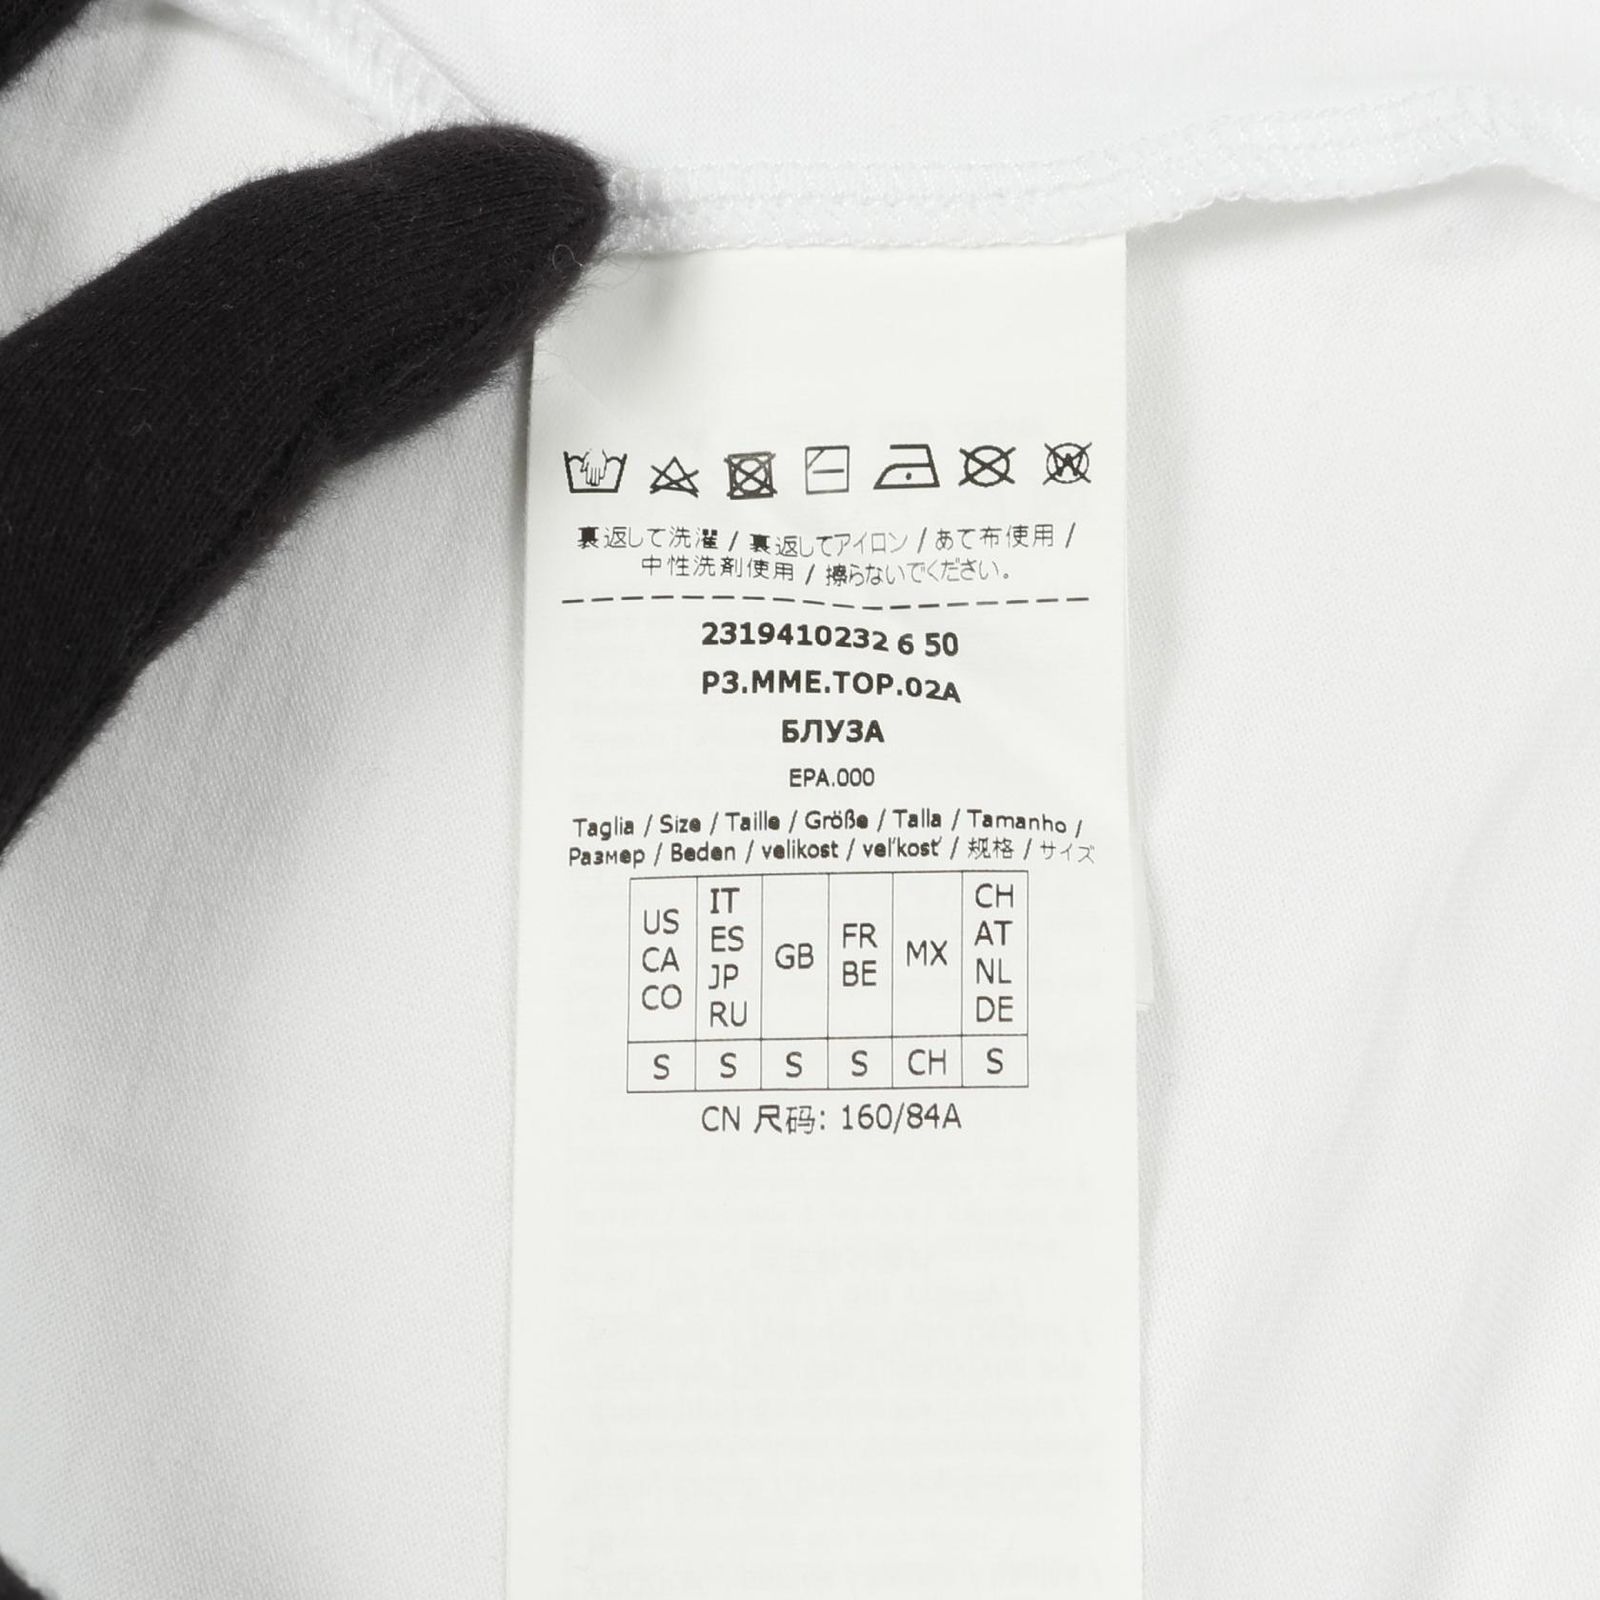 裏返して洗濯 / 裏返してアイロン / あて布使用 /
中性洗剤使用 / 擦らないでください。
2319410232 6 50
P3.MME.TOP.02A
БЛУЗА
EPA.000
Taglia / Size / Taille / Größe / Talla / Tamanho /
Размер / Beden / velikost / vel'kosť / 规格 / サイズ
US CA CO
IT ES JP RU
GB
FR BE
MX
CH AT NL DE
S S S S CH S
CN 尺码: 160/84A